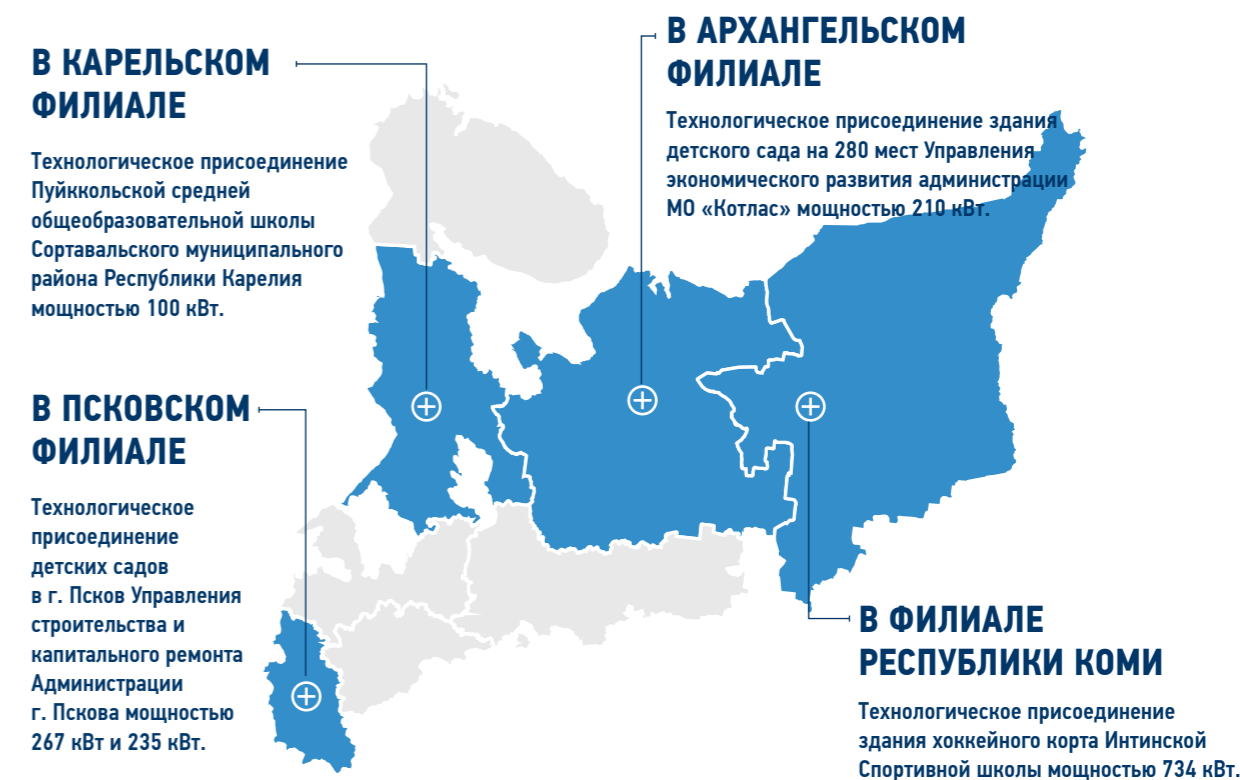 В КАРЕЛЬСКОМ
ФИЛИАЛЕ
Технологическое присоединение
Пуйккольской средней
общеобразовательной школы
Сортавальского муниципального
района Республики Карелия
мощностью 100 кВт.
В АРХАНГЕЛЬСКОМ
ФИЛИАЛЕ
Технологическое присоединение здания
детского сада на 280 мест Управления
экономического развития администрации
МО «Котлас» мощностью 210 кВт.
В ПСКОВСКОМ
ФИЛИАЛЕ
Технологическое
присоединение
детских садов
в г. Псков Управления
строительства и
капитального ремонта
Администрации
г. Пскова мощностью
267 кВт и 235 кВт.
В ФИЛИАЛЕ
РЕСПУБЛИКИ КОМИ
Технологическое присоединение
здания хоккейного корта Интинской
Спортивной школы мощностью 734 кВт.